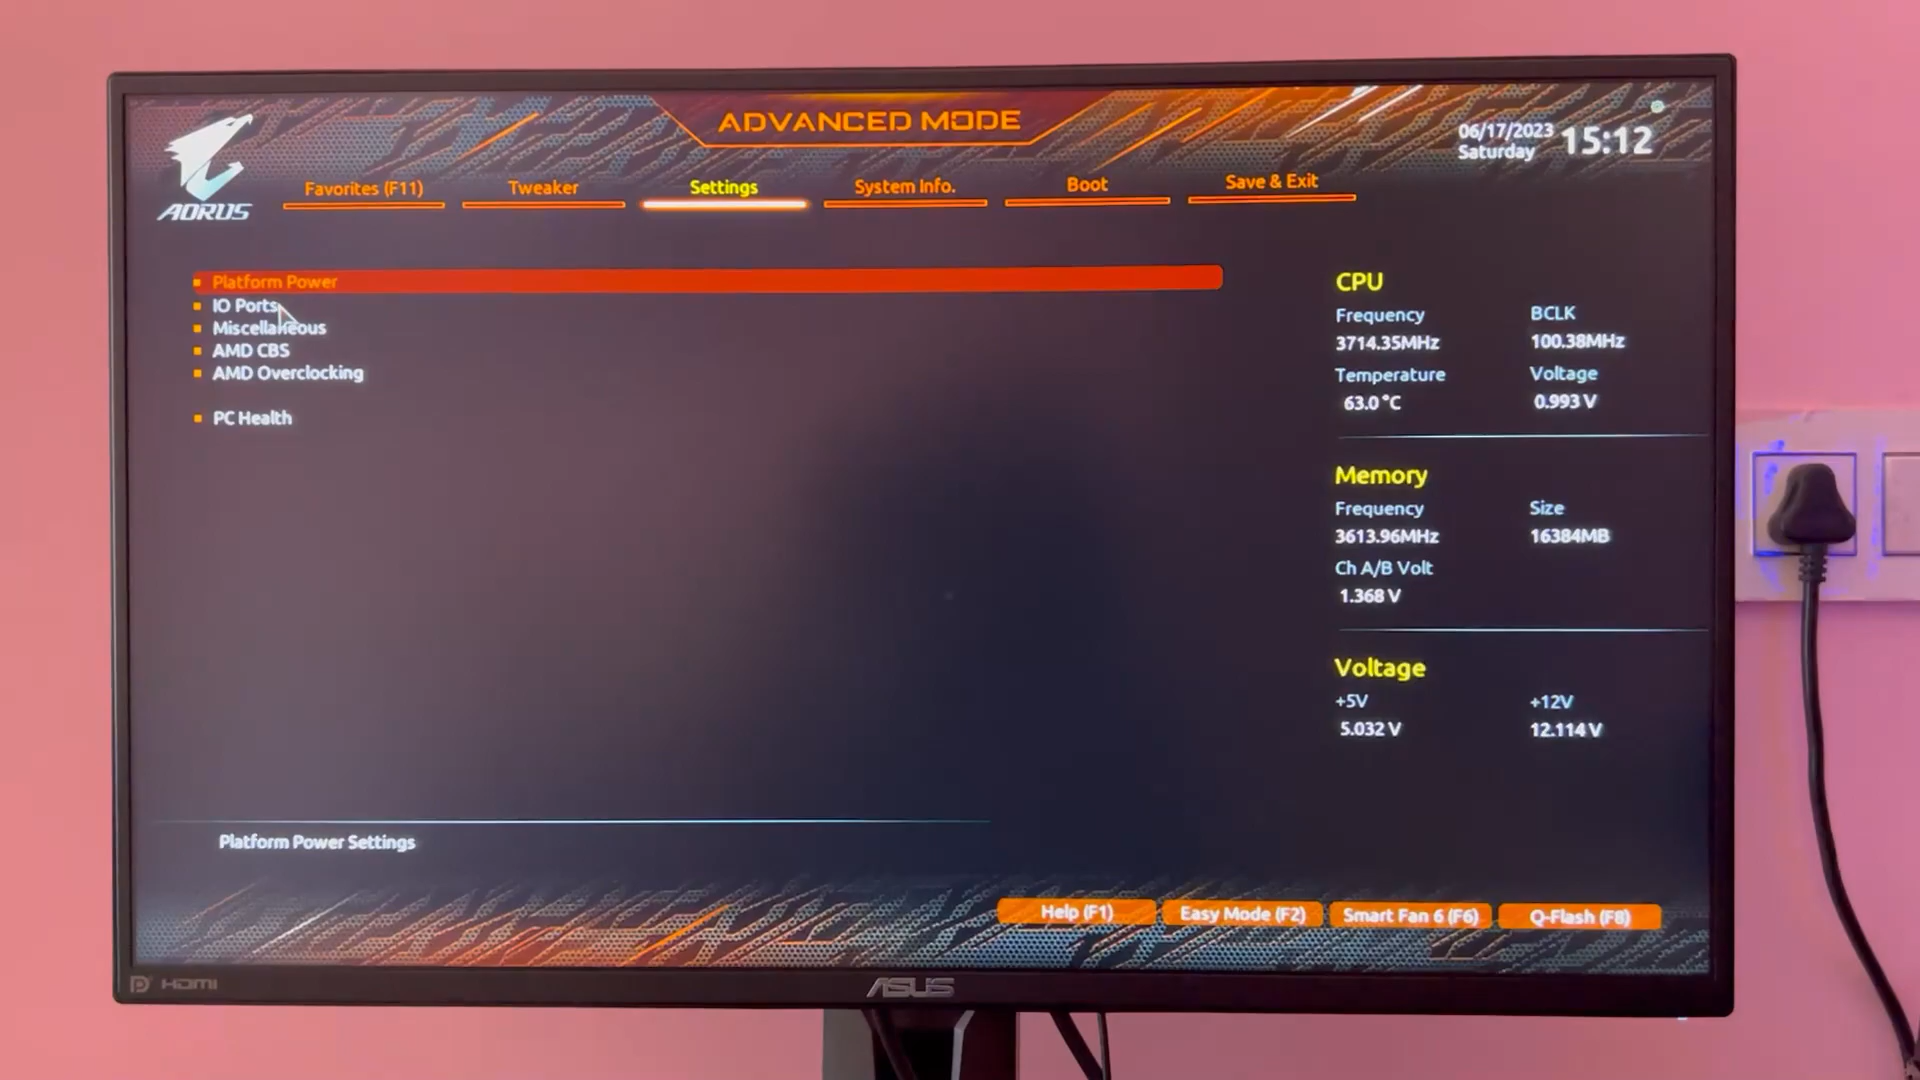 ADVANCED MODE
06/17/2023
Saturday
15:12
AORUS
Favorites (F11)
Tweaker
Settings
System Info.
Boot
Save & Exit
Platform Power
IO Ports
Miscellaneous
AMD CBS
AMD Overclocking
PC Health
CPU
Frequency
BCLK
3714.35MHz
100.38MHz
Temperature
Voltage
63.0 °C
0.993 V
Memory
Frequency
Size
3613.96MHz
16384MB
Ch A/B Volt
1.368 V
Voltage
+5V
+12V
5.032 V
12.114 V
Platform Power Settings
Help (F1)
Easy Mode (F2)
Smart Fan 6 (F6)
Q-Flash (F8)
HDMI
ASUS